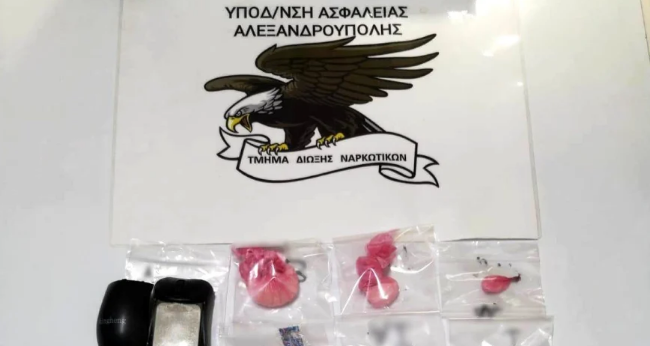 ΥΠΟΔ/ΝΣΗ ΑΣΦΑΛΕΙΑΣ
ΑΛΕΞΑΝΔΡΟΥΠΟΛΗΣ
ΤΜΗΜΑ ΔΙΩΞΗΣ ΝΑΡΚΩΤΙΚΩΝ